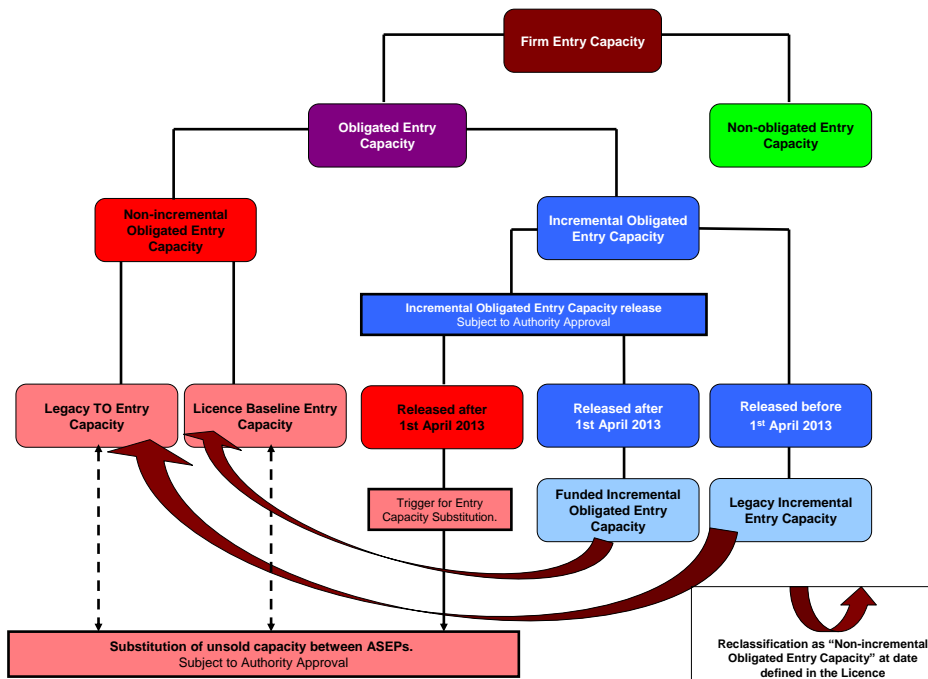 Firm Entry Capacity
Obligated Entry
Capacity
Non-obligated Entry
Capacity
Non-incremental
Obligated Entry
Capacity
Incremental Obligated
Entry Capacity
Incremental Obligated Entry Capacity release
Subject to Authority Approval
Legacy TO Entry
Capacity
Licence Baseline Entry
Capacity
Released after
1st April 2013
Released after
1st April 2013
Released before
1st April 2013
Trigger for Entry
Capacity Substitution.
Funded Incremental
Obligated Entry
Capacity
Legacy Incremental
Entry Capacity
Substitution of unsold capacity between ASEPs.
Subject to Authority Approval
Reclassification as “Non-incremental
Obligated Entry Capacity” at date
defined in the Licence